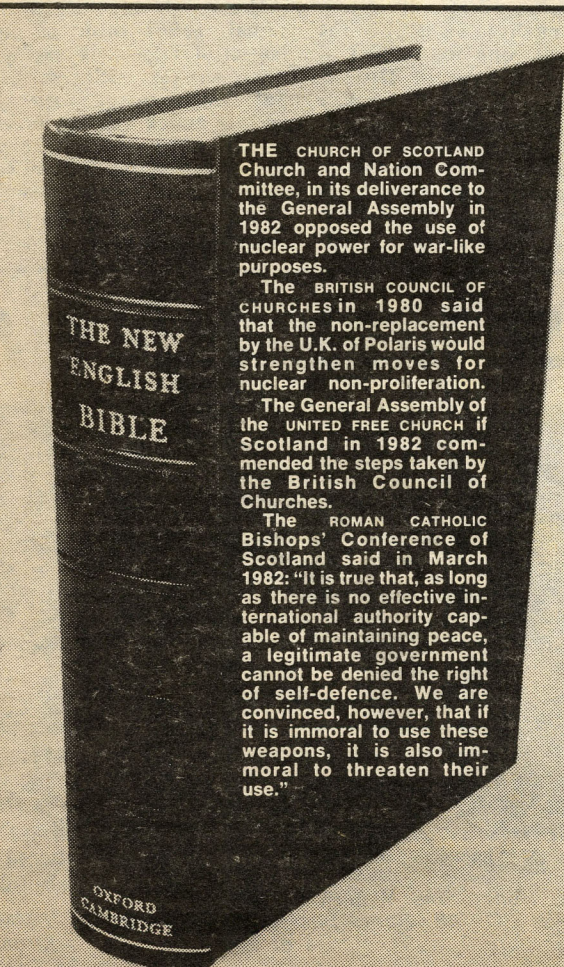 THE NEW
ENGLISH
BIBLE
OXFORD
CAMBRIDGE
THE CHURCH OF SCOTLAND
Church and Nation Com-
mittee, in its deliverance to
the General Assembly in
1982 opposed the use of
nuclear power for war-like
purposes.
The BRITISH COUNCIL OF
CHURCHES in 1980 said
that the non-replacement
by the U.K. of Polaris would
strengthen moves for
nuclear non-proliferation.
The General Assembly of
the UNITED FREE CHURCH if
Scotland in 1982 com-
mended the steps taken by
the British Council of
Churches.
The ROMAN CATHOLIC
Bishops' Conference of
Scotland said in March
1982: "It is true that, as long
as there is no effective in-
ternational authority cap-
able of maintaining peace,
a legitimate government
cannot be denied the right
of self-defence. We are
convinced, however, that if
it is immoral to use these
weapons, it is also im-
moral to threaten their
use."